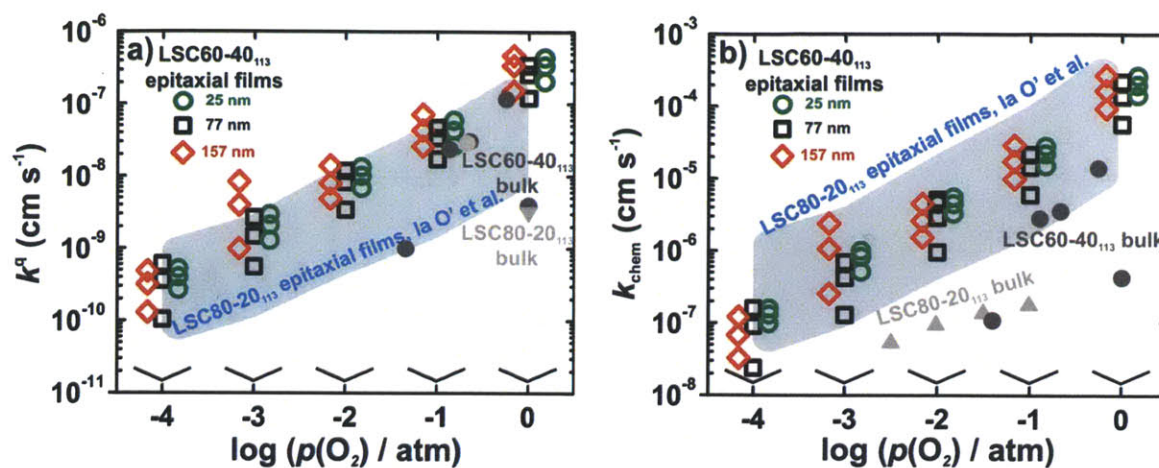 a) LSC60-40₁₁₃
epitaxial films
25 nm
77 nm
157 nm
LSC80-20₁₁₃ epitaxial films, la O' et al.
LSC60-40₁₁₃
bulk
LSC80-20₁₁₃
bulk
10⁻⁶
10⁻⁷
10⁻⁸
10⁻⁹
10⁻¹⁰
10⁻¹¹
kq (cm s⁻¹)
-4 -3 -2 -1 0
log (p(O₂) / atm)
b) LSC60-40₁₁₃
epitaxial films
25 nm
77 nm
157 nm
LSC80-20₁₁₃ epitaxial films, la O' et al.
LSC60-40₁₁₃ bulk
LSC80-20₁₁₃ bulk
10⁻³
10⁻⁴
10⁻⁵
10⁻⁶
10⁻⁷
10⁻⁸
kchem (cm s⁻¹)
-4 -3 -2 -1 0
log (p(O₂) / atm)